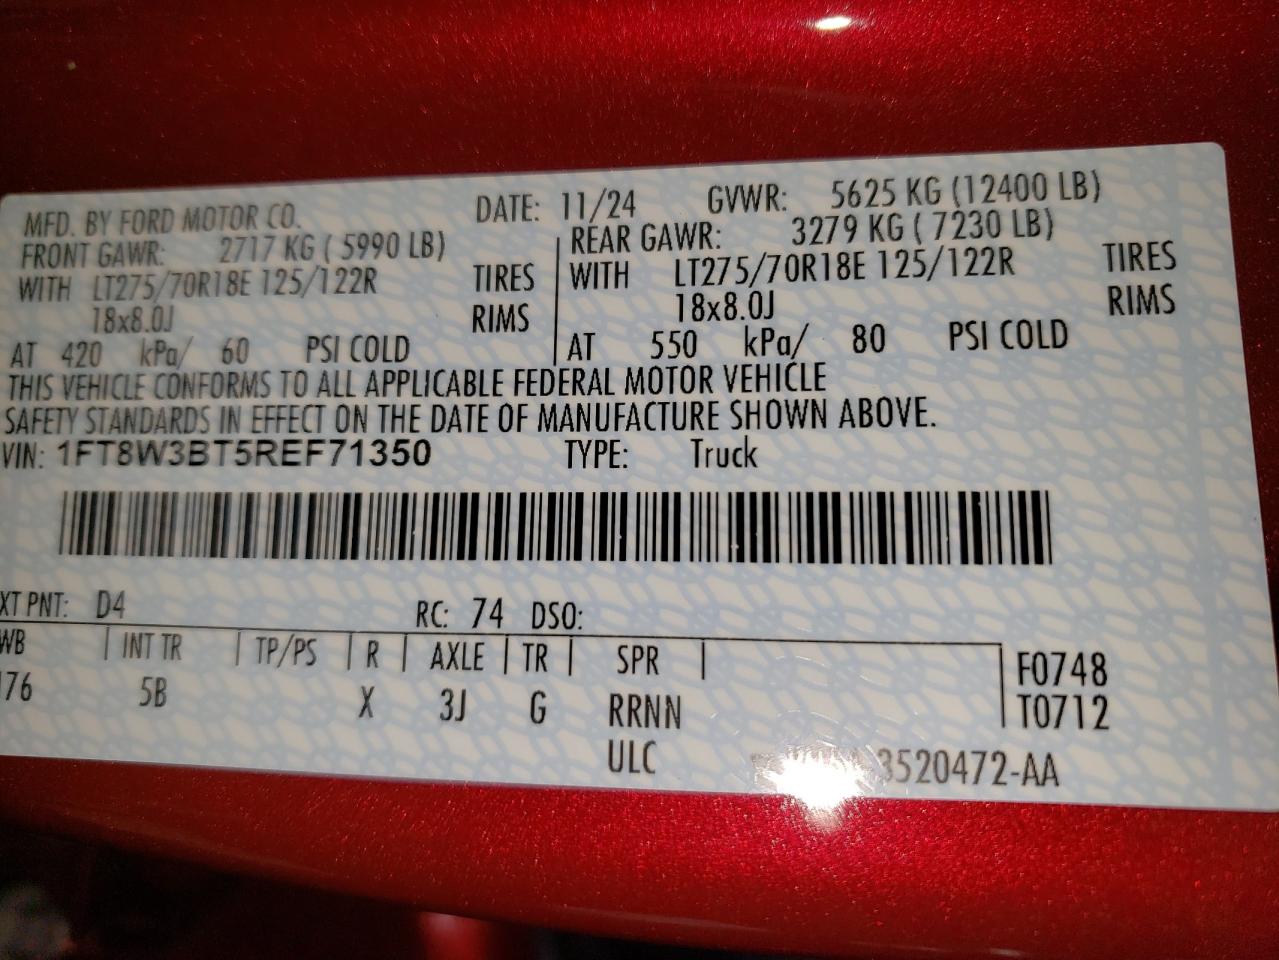 MFD. BY FORD MOTOR CO. DATE: 11/24 GVWR: 5625 KG (12400 LB)
FRONT GAWR: 2717 KG ( 5990 LB) REAR GAWR: 3279 KG ( 7230 LB)
WITH LT275/70R18E 125/122R TIRES WITH LT275/70R18E 125/122R TIRES
18x8.0J RIMS 18x8.0J RIMS
AT 420 kPa/ 60 PSI COLD AT 550 kPa/ 80 PSI COLD
THIS VEHICLE CONFORMS TO ALL APPLICABLE FEDERAL MOTOR VEHICLE
SAFETY STANDARDS IN EFFECT ON THE DATE OF MANUFACTURE SHOWN ABOVE.
VIN: 1FT8W3BT5REF71350 TYPE: Truck
XT PNT: D4 RC: 74 DSO:
WB INT TR TP/PS R AXLE TR SPR F0748
176 5B X 3J G RRNN T0712
ULC 3520472-AA